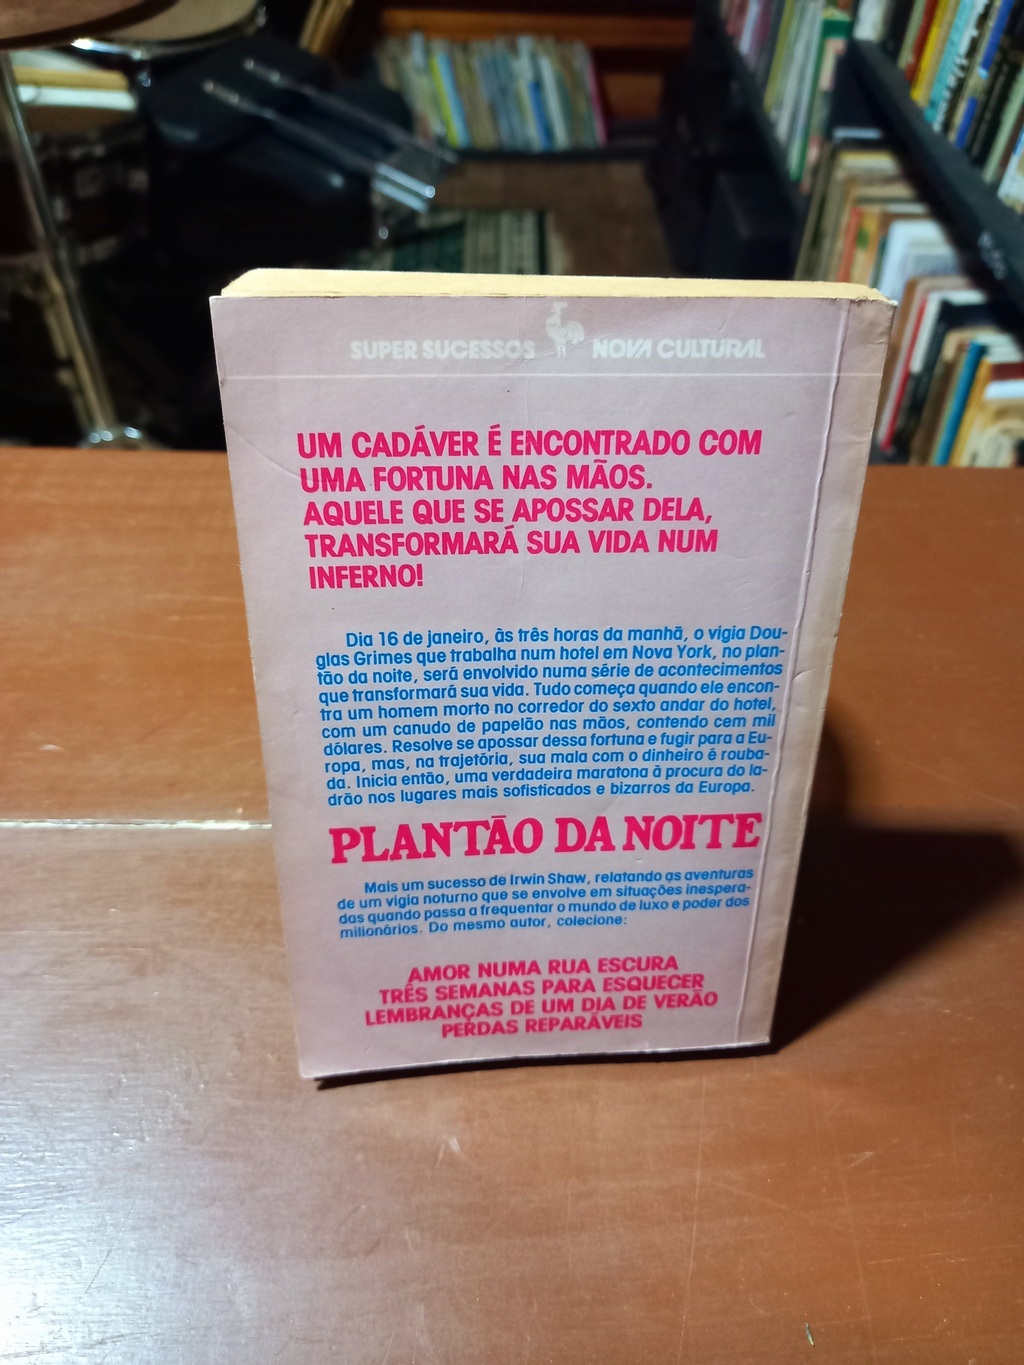 SUPER SUCESSOS NOVA CULTURAL
UM CADÁVER É ENCONTRADO COM
UMA FORTUNA NAS MÃOS.
AQUELE QUE SE APOSSAR DELA,
TRANSFORMARÁ SUA VIDA NUM
INFERNO!
Dia 16 de janeiro, às três horas da manhã, o vigia Dou-
glas Grimes que trabalha num hotel em Nova York, no plan-
tão da noite, será envolvido numa série de acontecimentos
que transformará sua vida. Tudo começa quando ele encon-
tra um homem morto no corredor do sexto andar do hotel,
com um canudo de papelão nas mãos, contendo cem mil
dólares. Resolve se apossar dessa fortuna e fugir para a Eu-
ropa, mas, na trajetória, sua mala com o dinheiro é rouba-
da. Inicia então, uma verdadeira maratona à procura do la-
drão nos lugares mais sofisticados e bizarros da Europa.
PLANTÃO DA NOITE
Mais um sucesso de Irwin Shaw, relatando as aventuras
de um vigia noturno que se envolve em situações inespera-
das quando passa a frequentar o mundo de luxo e poder dos
milionários. Do mesmo autor, colecione:
AMOR NUMA RUA ESCURA
TRÊS SEMANAS PARA ESQUECER
LEMBRANÇAS DE UM DIA DE VERÃO
PERDAS REPARÁVEIS